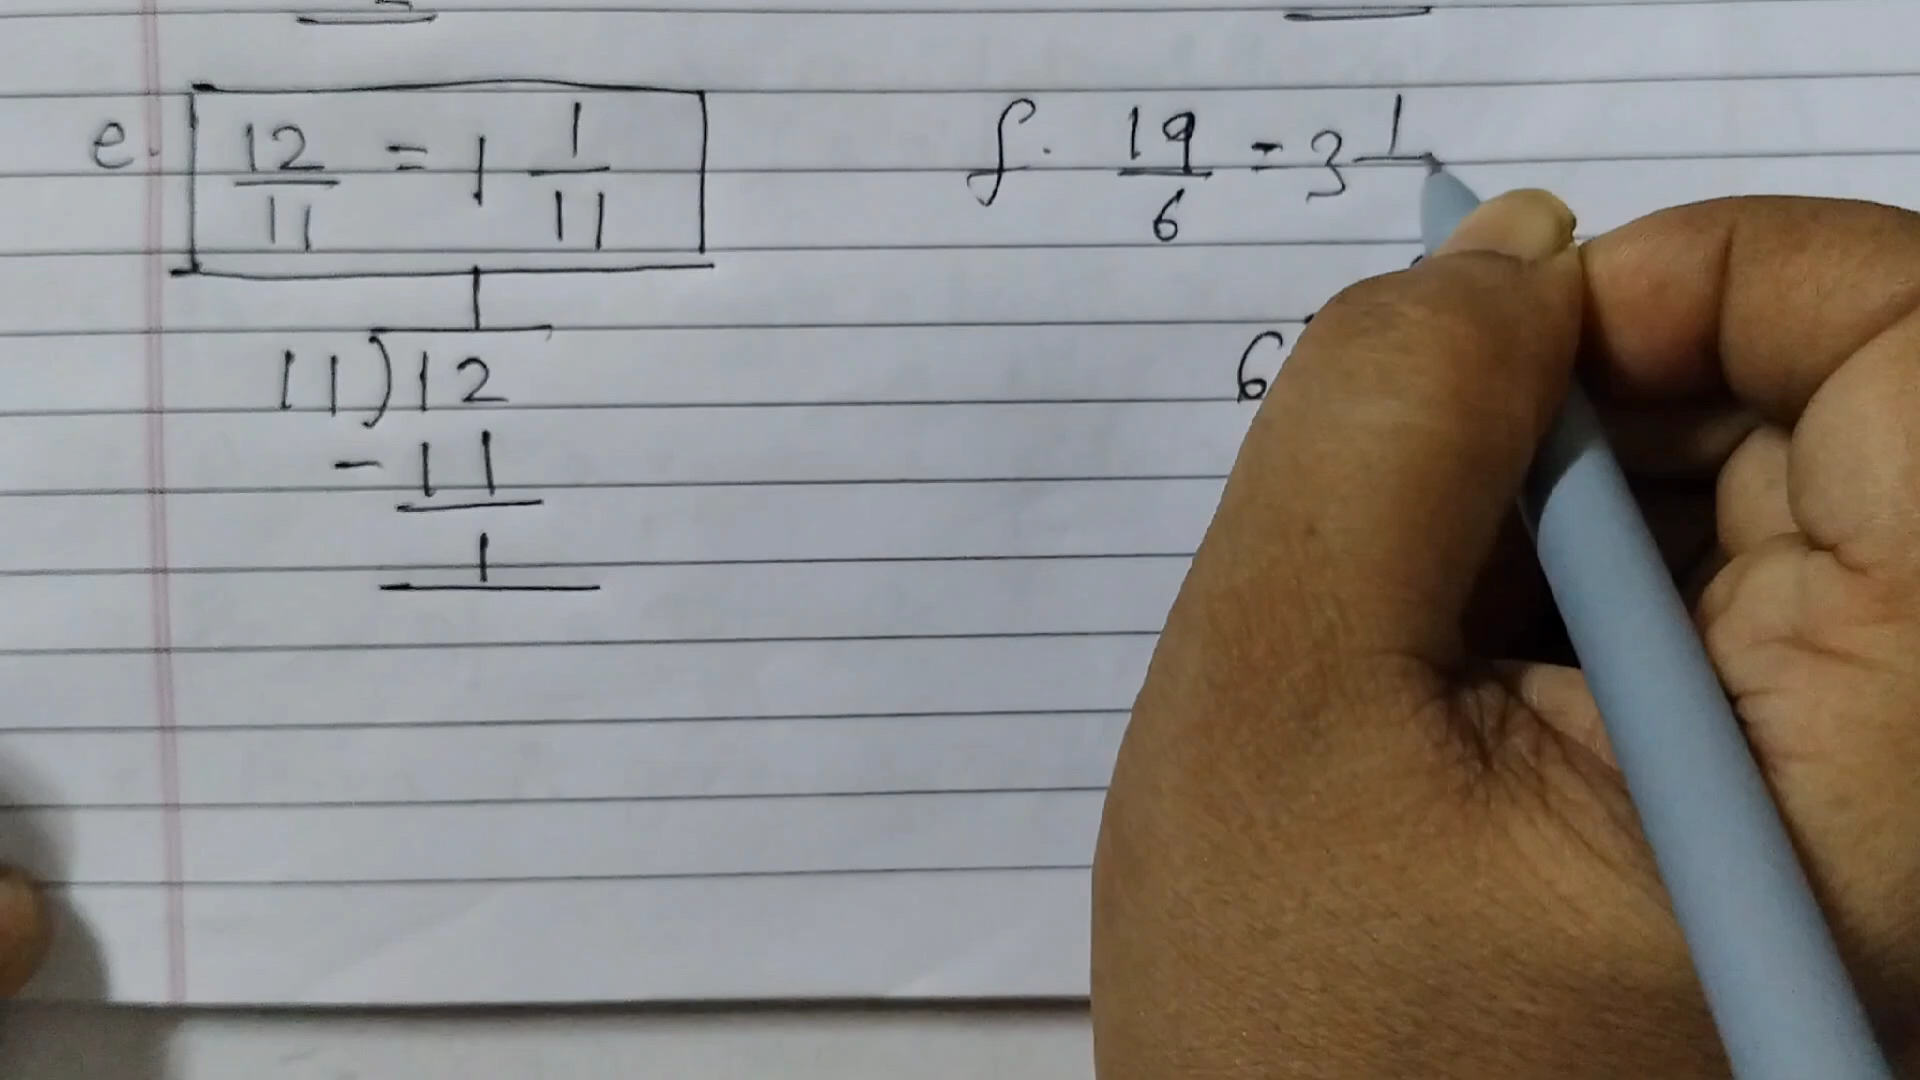 e. 12/11 = 1 1/11
1
11)12
- 11
1
f. 19/6 = 3 1/
6